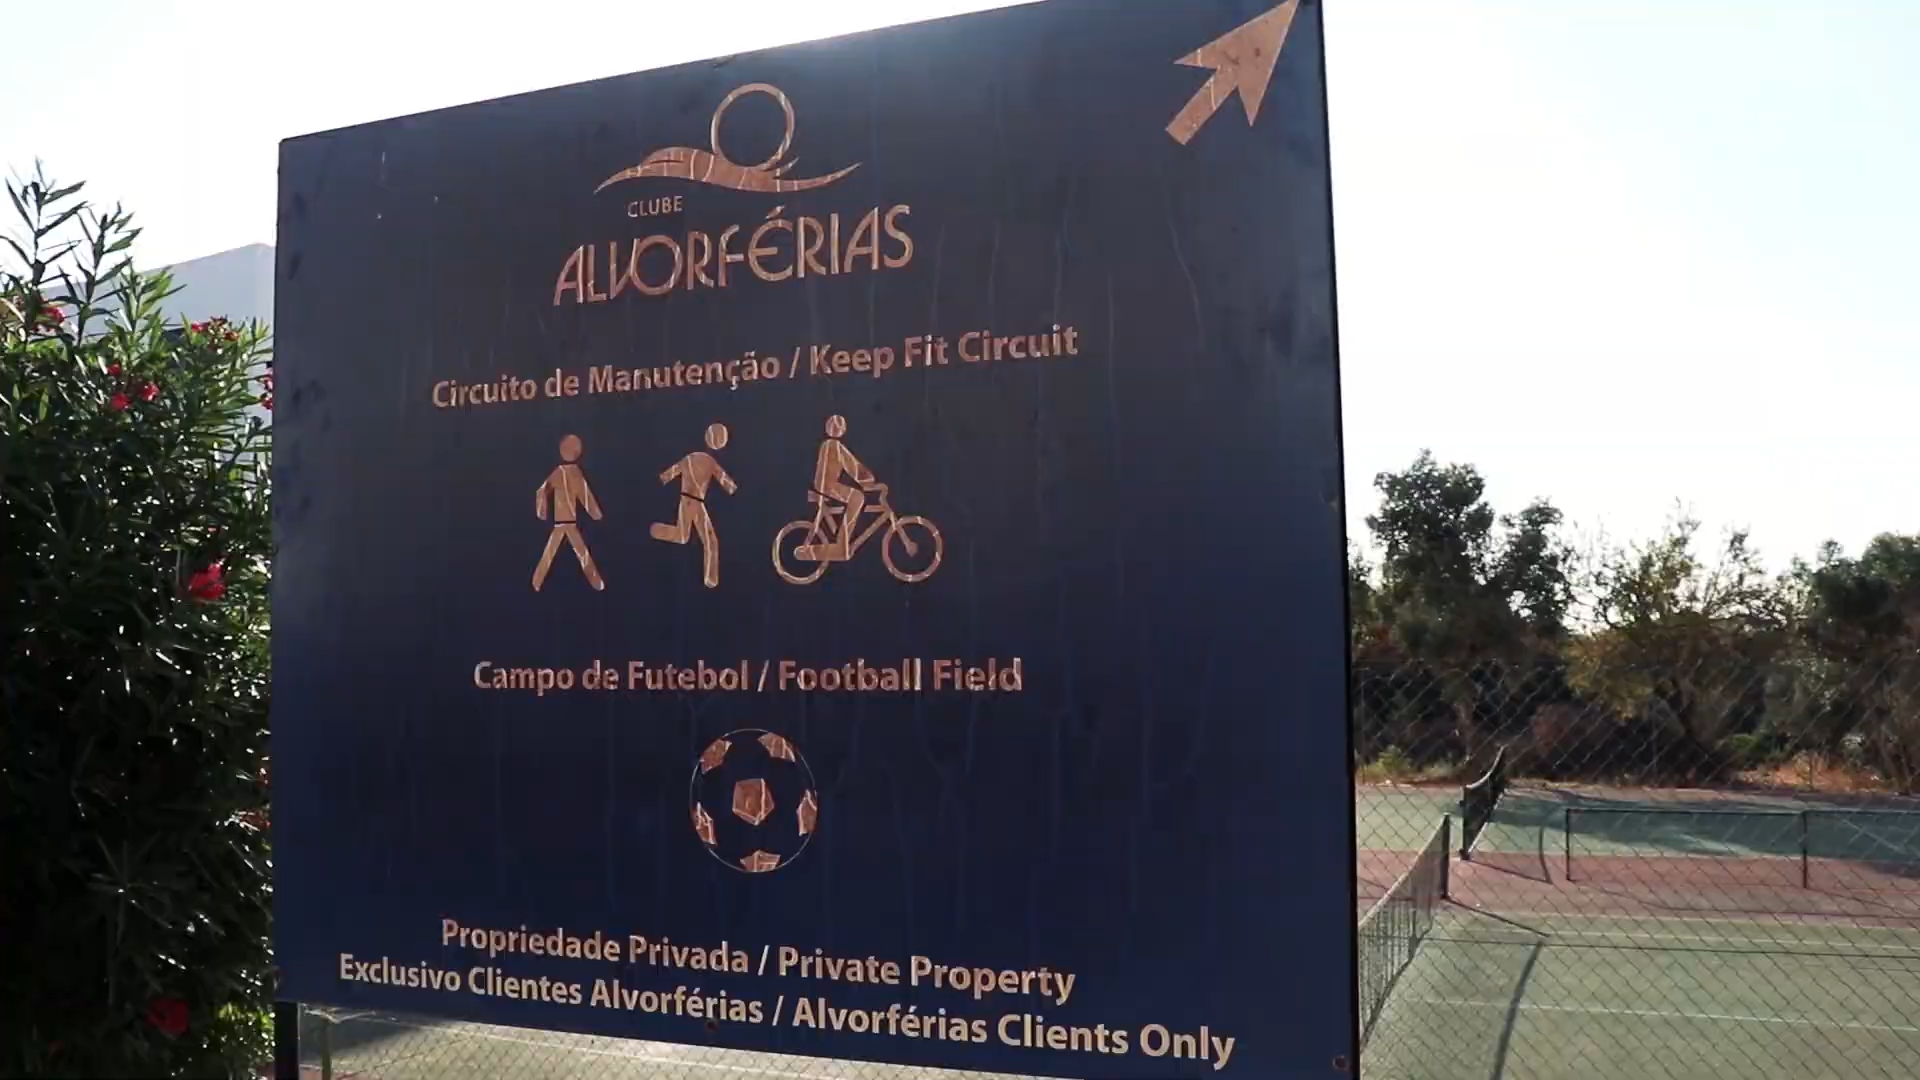 CLUBE
ALVORFÉRIAS
Circuito de Manutenção / Keep Fit Circuit
Campo de Futebol / Football Field
Propriedade Privada / Private Property
Exclusivo Clientes Alvorférias / Alvorférias Clients Only